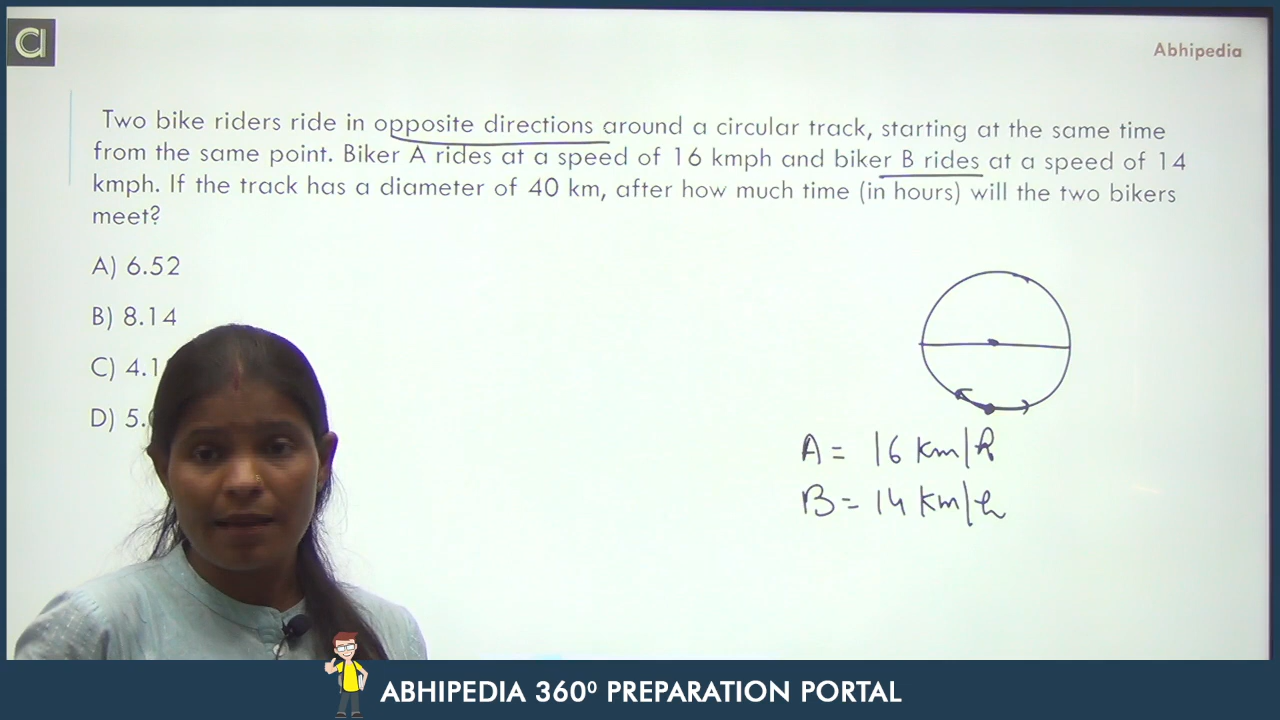 Abhipedia
Two bike riders ride in opposite directions around a circular track, starting at the same time
from the same point. Biker A rides at a speed of 16 kmph and biker B rides at a speed of 14
kmph. If the track has a diameter of 40 km, after how much time (in hours) will the two bikers
meet?
A) 6.52
B) 8.14
C) 4.1
D) 5.
A = 16 km/h
B = 14 km/h
ABHIPEDIA 360⁰ PREPARATION PORTAL